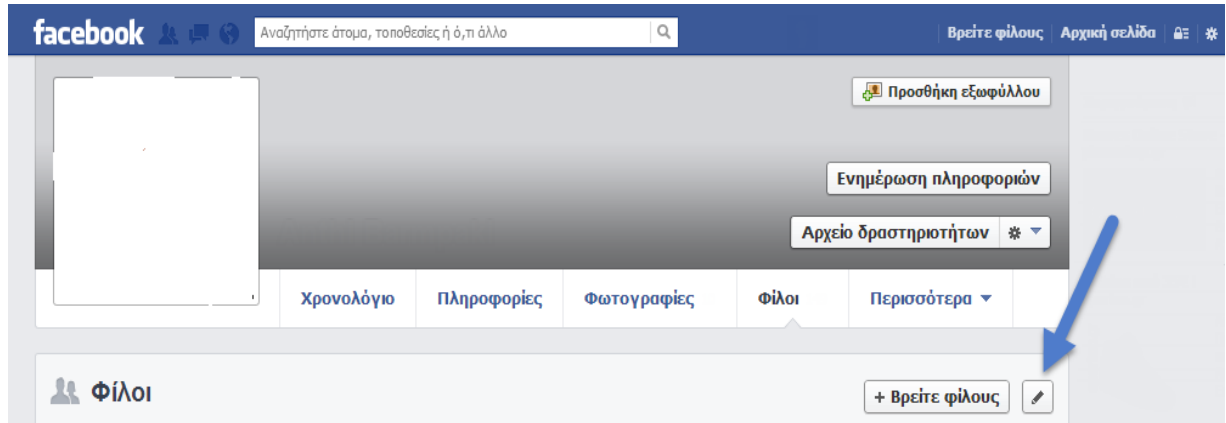 facebook Αναζητήστε άτομα, τοποθεσίες ή ό,τι άλλο Βρείτε φίλους Αρχική σελίδα
Προσθήκη εξωφύλλου
Ενημέρωση πληροφοριών
Αρχείο δραστηριοτήτων
Χρονολόγιο Πληροφορίες Φωτογραφίες Φίλοι Περισσότερα
Φίλοι + Βρείτε φίλους